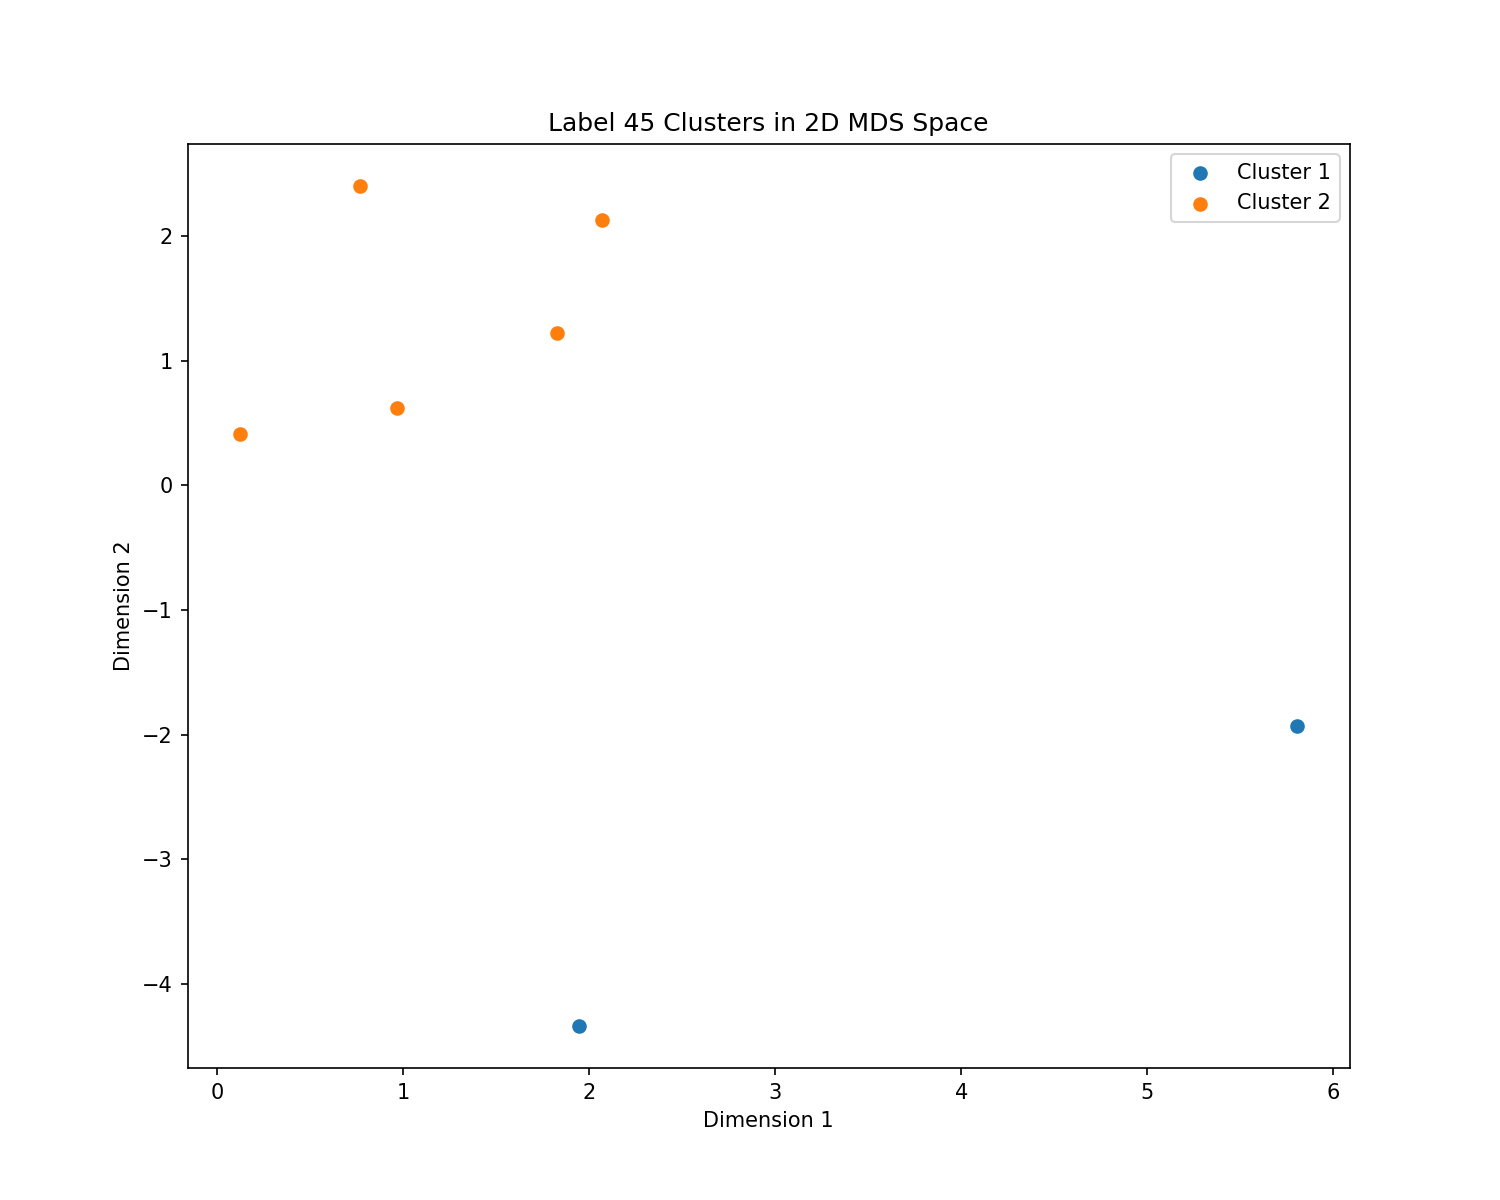 Label 45 Clusters in 2D MDS Space
Cluster 1
Cluster 2
2
1
0
−1
−2
−3
−4
Dimension 2
0 1 2 3 4 5 6
Dimension 1